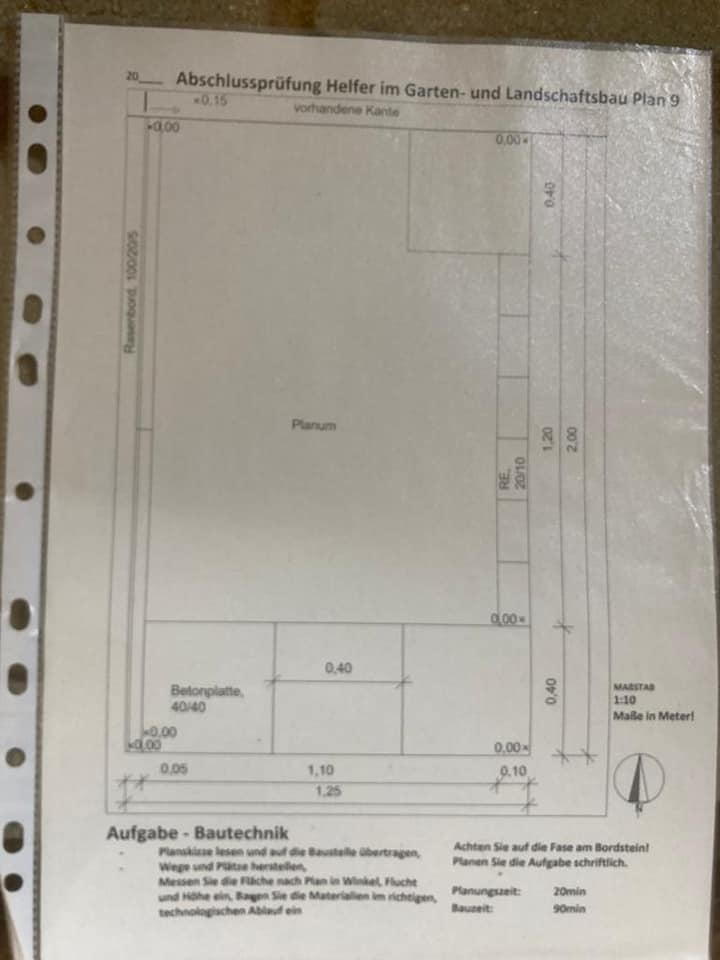 20___ Abschlussprüfung Helfer im Garten- und Landschaftsbau Plan 9
×0.15 vorhandene Kante
×0,00
0,00×
0,40
Rasenbord, 100/20/5
Planum
1,20
2,00
RE,
20/10
0,00×
0,40
0,40
Betonplatte,
40/40
MAßSTAB
1:10
Maße in Meter!
×0,00
×0,00
0,00×
0,05 1,10 0,10
1,25
N
Aufgabe - Bautechnik
- Planskizze lesen und auf die Baustelle übertragen,
- Wege und Plätze herstellen,
Messen Sie die Fläche nach Plan in Winkel, Flucht
und Höhe ein, Bauen Sie die Materialien im richtigen,
technologischen Ablauf ein
Achten Sie auf die Fase am Bordstein!
Planen Sie die Aufgabe schriftlich.
Planungszeit: 20min
Bauzeit: 90min